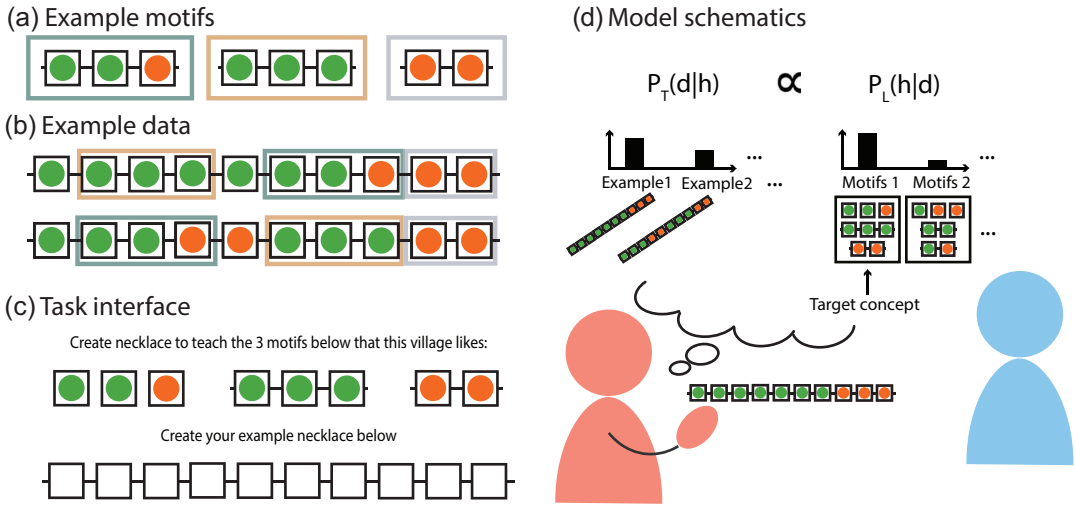 (a) Example motifs
(b) Example data
(c) Task interface
Create necklace to teach the 3 motifs below that this village likes:
Create your example necklace below
(d) Model schematics
P_T(d|h) ∝ P_L(h|d)
... ...
Example1 Example2 ...
Motifs 1 Motifs 2
...
Target concept